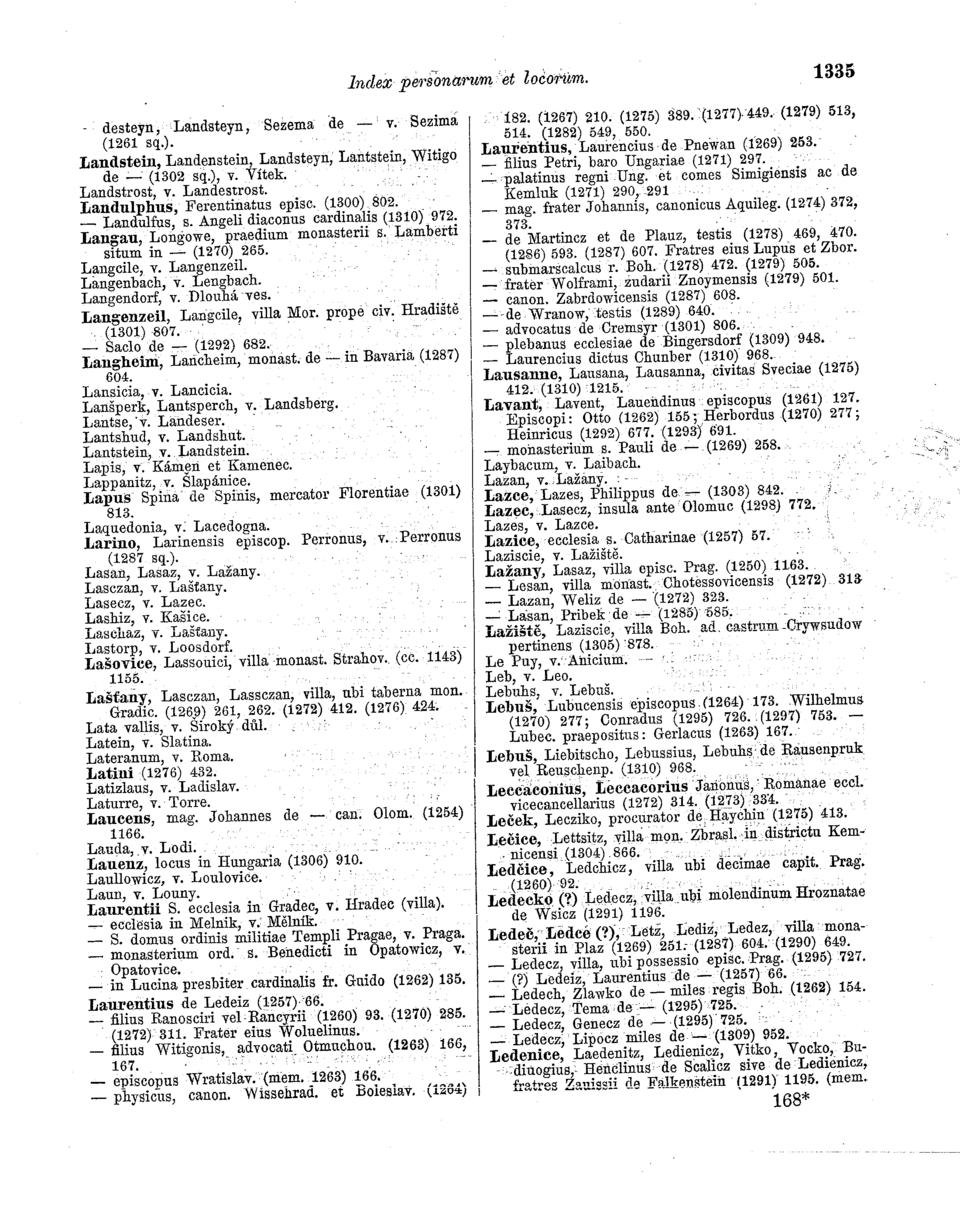 Index personarum et locorum.
1335
desteyn, Landsteyn, Sezema de — v. Sezima
(1261 sq.).
Landstein, Landenstein, Landsteyn, Lantstein, Witigo
de — (1302 sq.), v. Vítek.
Landstrost, v. Landestrost.
Landulphus, Ferentinatus episc. (1300) 802.
— Landulfus, s. Angeli diaconus cardinalis (1310) 972.
Langau, Longowe, praedium monasterii s. Lamberti
situm in — (1270) 265.
Langcile, v. Langenzeil.
Langenbach, v. Lengbach.
Langendorf, v. Dlouhá ves.
Langenzeil, Langcile, villa Mor. prope civ. Hradiště
(1301) 807.
— Saclo de — (1292) 682.
Langheim, Lancheim, monast. de — in Bavaria (1287)
604.
Lansicia, v. Lancicia.
Lanšperk, Lantsperch, v. Landsberg.
Lantse, v. Landeser.
Lantshud, v. Landshut.
Lantstein, v. Landstein.
Lapis, v. Kámen et Kamenec.
Lappanitz, v. Šlapánice.
Lapus Spina de Spinis, mercator Florentiae (1301)
813.
Laquedonia, v. Lacedogna.
Larino, Larinensis episcop. Perronus, v. Perronus
(1287 sq.).
Lasan, Lasaz, v. Lažany.
Lasczan, v. Lašťany.
Lasecz, v. Lazec.
Lashiz, v. Kašice.
Laschaz, v. Lašťany.
Lastorp, v. Loosdorf.
Lašovice, Lassouici, villa monast. Strahov. (cc. 1143)
1155.
Lašťany, Lasczan, Lassczan, villa, ubi taberna mon.
Gradic. (1269) 261, 262. (1272) 412. (1276) 424.
Lata vallis, v. Široký důl.
Latein, v. Slatina.
Lateranum, v. Roma.
Latini (1276) 432.
Latizlaus, v. Ladislav.
Laturre, v. Torre.
Laucens, mag. Johannes de — can. Olom. (1254)
1166.
Lauda, v. Lodi.
Lauenz, locus in Hungaria (1306) 910.
Laullowicz, v. Loulovice.
Laun, v. Louny.
Laurentii S. ecclesia in Gradec, v. Hradec (villa).
— ecclesia in Melnik, v. Mělník.
— S. domus ordinis militiae Templi Pragae, v. Praga.
— monasterium ord. s. Benedicti in Opatowicz, v.
Opatovice.
— in Lucina presbiter cardinalis fr. Guido (1262) 135.
Laurentius de Ledeiz (1257) 66.
— filius Ranosciri vel Rancyrii (1260) 93. (1270) 285.
(1272) 311. Frater eius Woluelinus.
— filius Witigonis, advocati Otmuchou. (1263) 166,
167.
— episcopus Wratislav. (mem. 1263) 166.
— physicus, canon. Wissehrad. et Boleslav. (1264)
182. (1267) 210. (1275) 389. (1277) 449. (1279) 513,
514. (1282) 549, 550.
Laurentius, Laurencius de Pnewan (1269) 253.
— filius Petri, baro Ungariae (1271) 297.
— palatinus regni Ung. et comes Simigiensis ac de
Kemluk (1271) 290, 291
— mag. frater Johannis, canonicus Aquileg. (1274) 372,
373.
— de Martincz et de Plauz, testis (1278) 469, 470.
(1286) 593. (1287) 607. Fratres eius Lupus et Zbor.
— submarscalcus r. Boh. (1278) 472. (1279) 505.
— frater Wolframi, zudarii Znoymensis (1279) 501.
— canon. Zabrdowicensis (1287) 608.
— de Wranow, testis (1289) 640.
— advocatus de Cremsyr (1301) 806.
— plebanus ecclesiae de Bingersdorf (1309) 948.
— Laurencius dictus Chunber (1310) 968.
Lausanne, Lausana, Lausanna, civitas Sveciae (1275)
412. (1310) 1215.
Lavant, Lavent, Lauendinus episcopus (1261) 127.
Episcopi: Otto (1262) 155; Herbordus (1270) 277;
Heinricus (1292) 677. (1293) 691.
— monasterium s. Pauli de — (1269) 258.
Laybacum, v. Laibach.
Lazan, v. Lažany.
Lazce, Lazes, Philippus de — (1303) 842.
Lazec, Lasecz, insula ante Olomuc (1298) 772.
Lazes, v. Lazce.
Lazice, ecclesia s. Catharinae (1257) 57.
Laziscie, v. Lažiště.
Lažany, Lasaz, villa episc. Prag. (1250) 1163.
— Lesan, villa monast. Chotessovicensis (1272) 313
— Lazan, Weliz de — (1272) 323.
— Lasan, Pribek de — (1285) 585.
Lažiště, Laziscie, villa Boh. ad castrum Crywsudow
pertinens (1305) 878.
Le Puy, v. Anicium.
Leb, v. Leo.
Lebuhs, v. Lebuš.
Lebuš, Lubucensis episcopus (1264) 173. Wilhelmus
(1270) 277; Conradus (1295) 726. (1297) 753. —
Lubec. praepositus: Gerlacus (1263) 167.
Lebuš, Liebitscho, Lebussius, Lebuhs de Rausenpruk
vel Reuschenp. (1310) 968.
Leccaconius, Leccacorius Janonus, Romanae eccl.
vicecancellarius (1272) 314. (1273) 334.
Leček, Lecziko, procurator de Haychin (1275) 413.
Lečice, Lettsitz, villa mon. Zbrasl. in districtu Kem-
nicensi (1304) 866.
Ledčice, Ledchicz, villa ubi decimae capit. Prag.
(1260) 92.
Ledecko (?) Ledecz, villa ubi molendinum Hroznatae
de Wsicz (1291) 1196.
Ledeč, Ledce (?), Letz, Lediz, Ledez, villa mona-
sterii in Plaz (1269) 251. (1287) 604. (1290) 649.
— Ledecz, villa, ubi possessio episc. Prag. (1295) 727.
— (?) Ledeiz, Laurentius de — (1257) 66.
— Ledech, Zlawko de — miles regis Boh. (1262) 154.
— Ledecz, Tema de — (1295) 725.
— Ledecz, Genecz de — (1295) 725.
— Ledecz, Lipocz miles de — (1309) 952.
Ledenice, Laedenitz, Ledienicz, Vitko, Vocko, Bu-
dinogius, Henclinus de Scalicz sive de Ledienicz,
fratres Zauissii de Falkenstein (1291) 1195. (mem.
168*